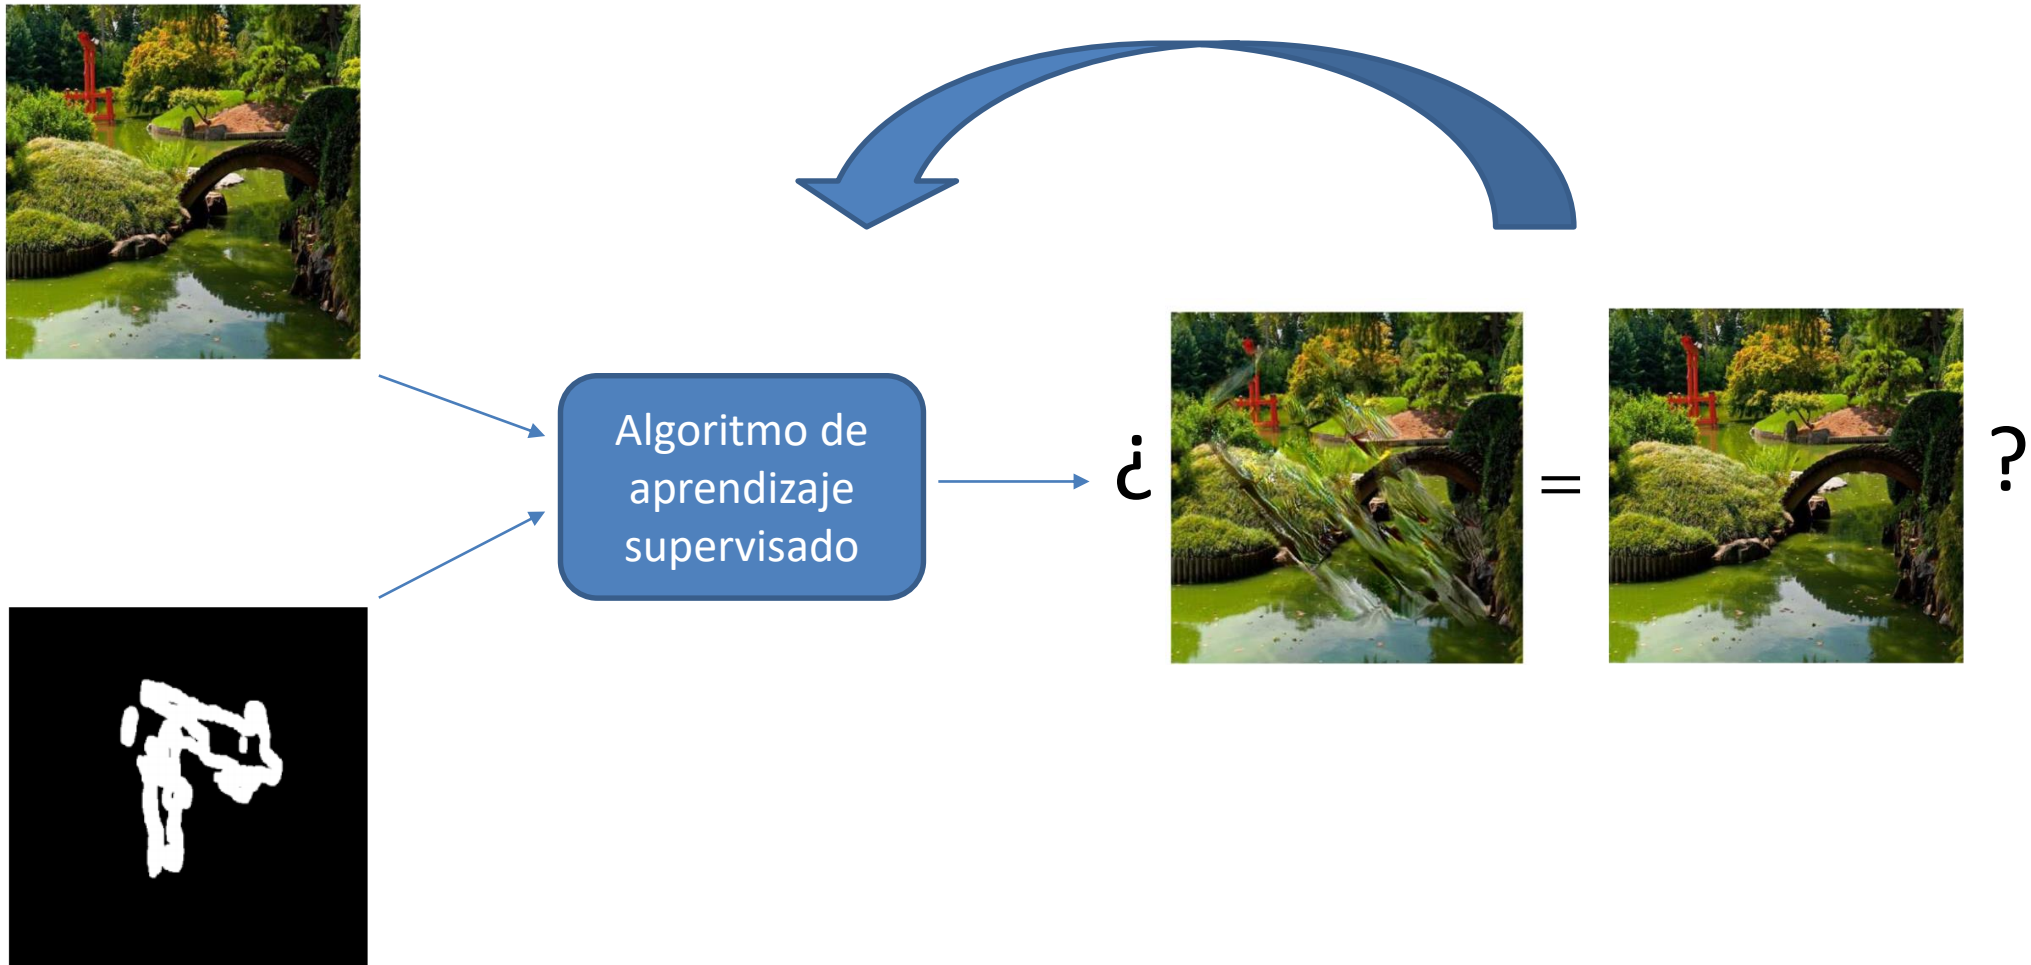 Algoritmo de
aprendizaje
supervisado
¿ = ?